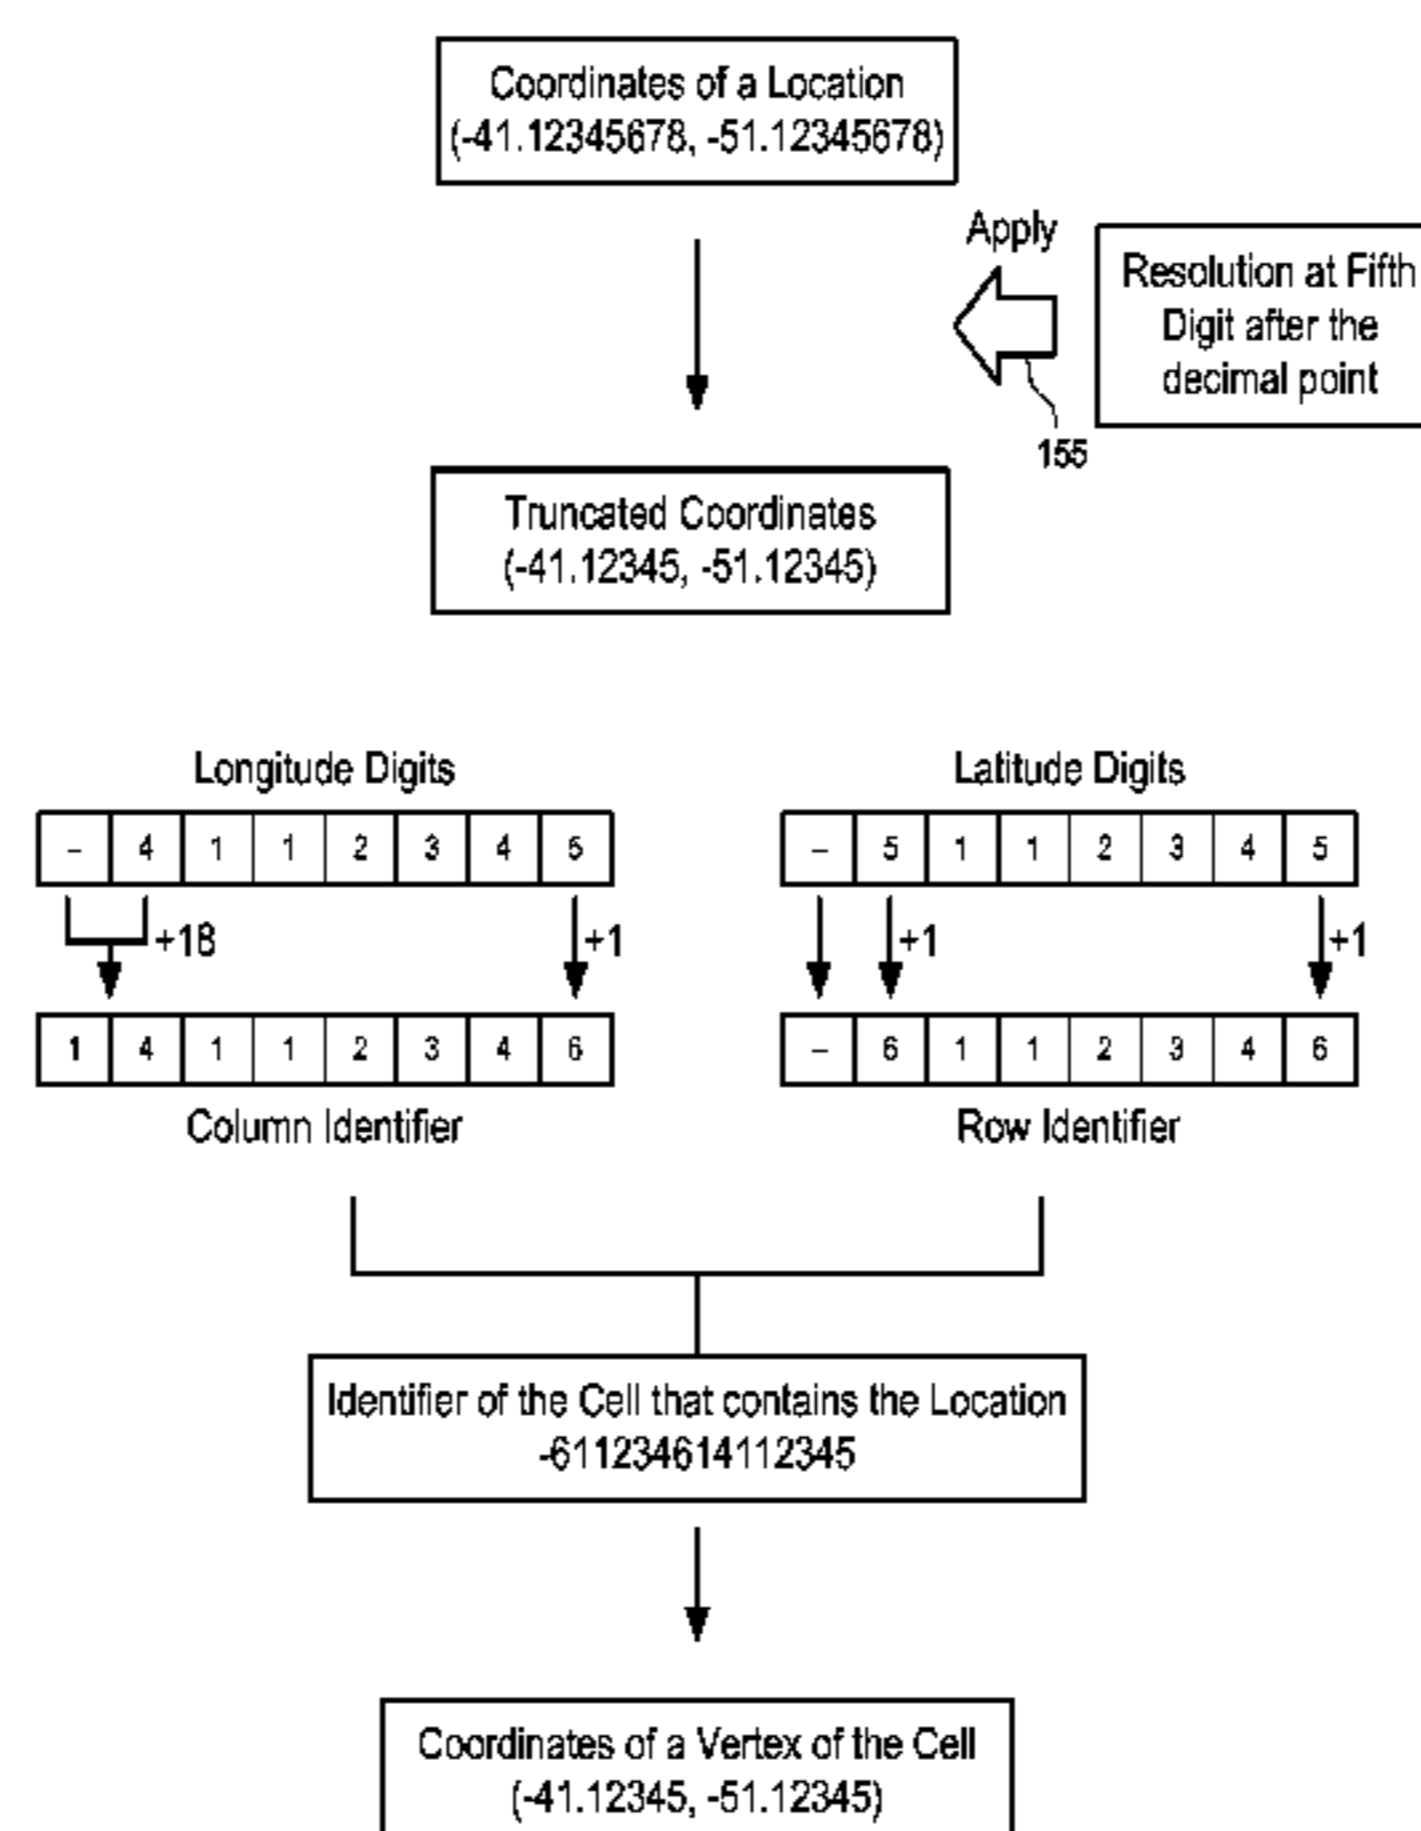 Coordinates of a Location
(-41.12345678, -51.12345678)
Apply
Resolution at Fifth
Digit after the
decimal point
155
Truncated Coordinates
(-41.12345, -51.12345)
Longitude Digits
- 4 1 1 2 3 4 5
+18 +1
1 4 1 1 2 3 4 6
Column Identifier
Latitude Digits
- 5 1 1 2 3 4 5
+1 +1
- 6 1 1 2 3 4 6
Row Identifier
Identifier of the Cell that contains the Location
-611234614112345
Coordinates of a Vertex of the Cell
(-41.12345, -51.12345)